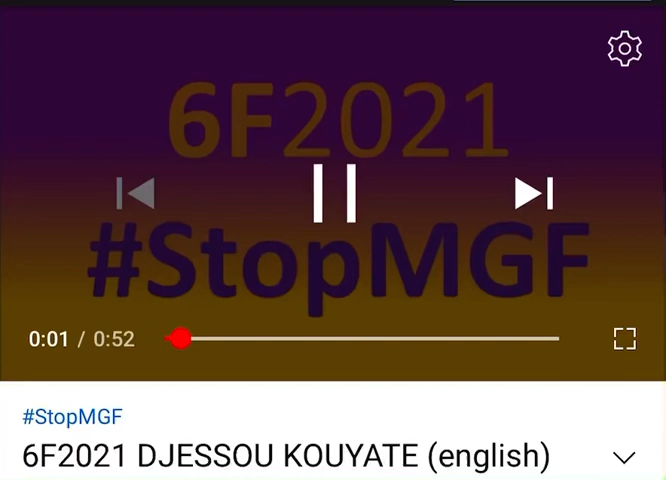 6F2021
#StopMGF
0:01 / 0:52
#StopMGF
6F2021 DJESSOU KOUYATE (english)